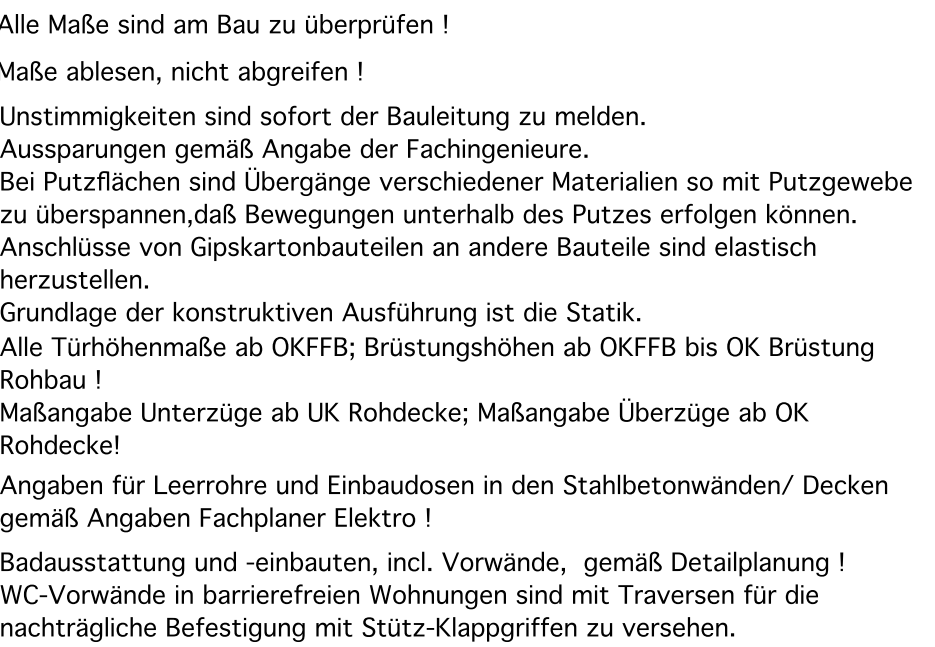 Alle Maße sind am Bau zu überprüfen !
Maße ablesen, nicht abgreifen !
Unstimmigkeiten sind sofort der Bauleitung zu melden.
Aussparungen gemäß Angabe der Fachingenieure.
Bei Putzflächen sind Übergänge verschiedener Materialien so mit Putzgewebe
zu überspannen,daß Bewegungen unterhalb des Putzes erfolgen können.
Anschlüsse von Gipskartonbauteilen an andere Bauteile sind elastisch
herzustellen.
Grundlage der konstruktiven Ausführung ist die Statik.
Alle Türhöhenmaße ab OKFFB; Brüstungshöhen ab OKFFB bis OK Brüstung
Rohbau !
Maßangabe Unterzüge ab UK Rohdecke; Maßangabe Überzüge ab OK
Rohdecke!
Angaben für Leerrohre und Einbaudosen in den Stahlbetonwänden/ Decken
gemäß Angaben Fachplaner Elektro !
Badausstattung und -einbauten, incl. Vorwände,  gemäß Detailplanung !
WC-Vorwände in barrierefreien Wohnungen sind mit Traversen für die
nachträgliche Befestigung mit Stütz-Klappgriffen zu versehen.